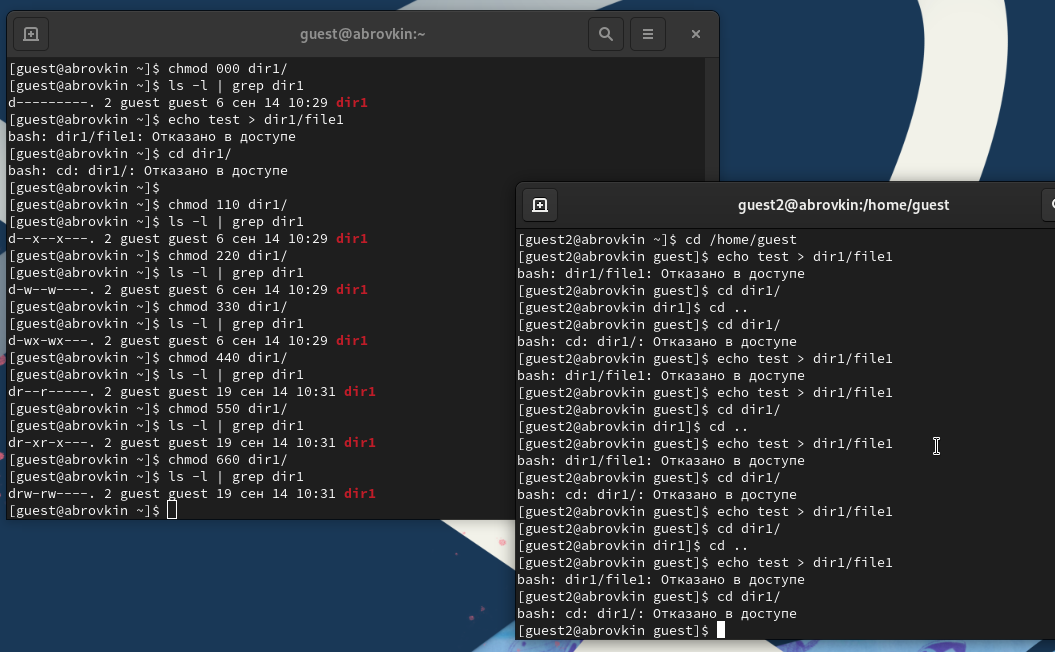 guest@abrovkin:~
[guest@abrovkin ~]$ chmod 000 dir1/
[guest@abrovkin ~]$ ls -l | grep dir1
d---------. 2 guest guest 6 сен 14 10:29 dir1
[guest@abrovkin ~]$ echo test > dir1/file1
bash: dir1/file1: Отказано в доступе
[guest@abrovkin ~]$ cd dir1/
bash: cd: dir1/: Отказано в доступе
[guest@abrovkin ~]$
[guest@abrovkin ~]$ chmod 110 dir1/
[guest@abrovkin ~]$ ls -l | grep dir1
d--x--x---. 2 guest guest 6 сен 14 10:29 dir1
[guest@abrovkin ~]$ chmod 220 dir1/
[guest@abrovkin ~]$ ls -l | grep dir1
d-w--w----. 2 guest guest 6 сен 14 10:29 dir1
[guest@abrovkin ~]$ chmod 330 dir1/
[guest@abrovkin ~]$ ls -l | grep dir1
d-wx-wx---. 2 guest guest 6 сен 14 10:29 dir1
[guest@abrovkin ~]$ chmod 440 dir1/
[guest@abrovkin ~]$ ls -l | grep dir1
dr--r-----. 2 guest guest 19 сен 14 10:31 dir1
[guest@abrovkin ~]$ chmod 550 dir1/
[guest@abrovkin ~]$ ls -l | grep dir1
dr-xr-x---. 2 guest guest 19 сен 14 10:31 dir1
[guest@abrovkin ~]$ chmod 660 dir1/
[guest@abrovkin ~]$ ls -l | grep dir1
drw-rw----. 2 guest guest 19 сен 14 10:31 dir1
[guest@abrovkin ~]$
guest2@abrovkin:/home/guest
[guest2@abrovkin ~]$ cd /home/guest
[guest2@abrovkin guest]$ echo test > dir1/file1
bash: dir1/file1: Отказано в доступе
[guest2@abrovkin guest]$ cd dir1/
[guest2@abrovkin dir1]$ cd ..
[guest2@abrovkin guest]$ cd dir1/
bash: cd: dir1/: Отказано в доступе
[guest2@abrovkin guest]$ echo test > dir1/file1
bash: dir1/file1: Отказано в доступе
[guest2@abrovkin guest]$ echo test > dir1/file1
[guest2@abrovkin guest]$ cd dir1/
[guest2@abrovkin dir1]$ cd ..
[guest2@abrovkin guest]$ echo test > dir1/file1
bash: dir1/file1: Отказано в доступе
[guest2@abrovkin guest]$ cd dir1/
bash: cd: dir1/: Отказано в доступе
[guest2@abrovkin guest]$ echo test > dir1/file1
[guest2@abrovkin guest]$ cd dir1/
[guest2@abrovkin dir1]$ cd ..
[guest2@abrovkin guest]$ echo test > dir1/file1
bash: dir1/file1: Отказано в доступе
[guest2@abrovkin guest]$ cd dir1/
bash: cd: dir1/: Отказано в доступе
[guest2@abrovkin guest]$